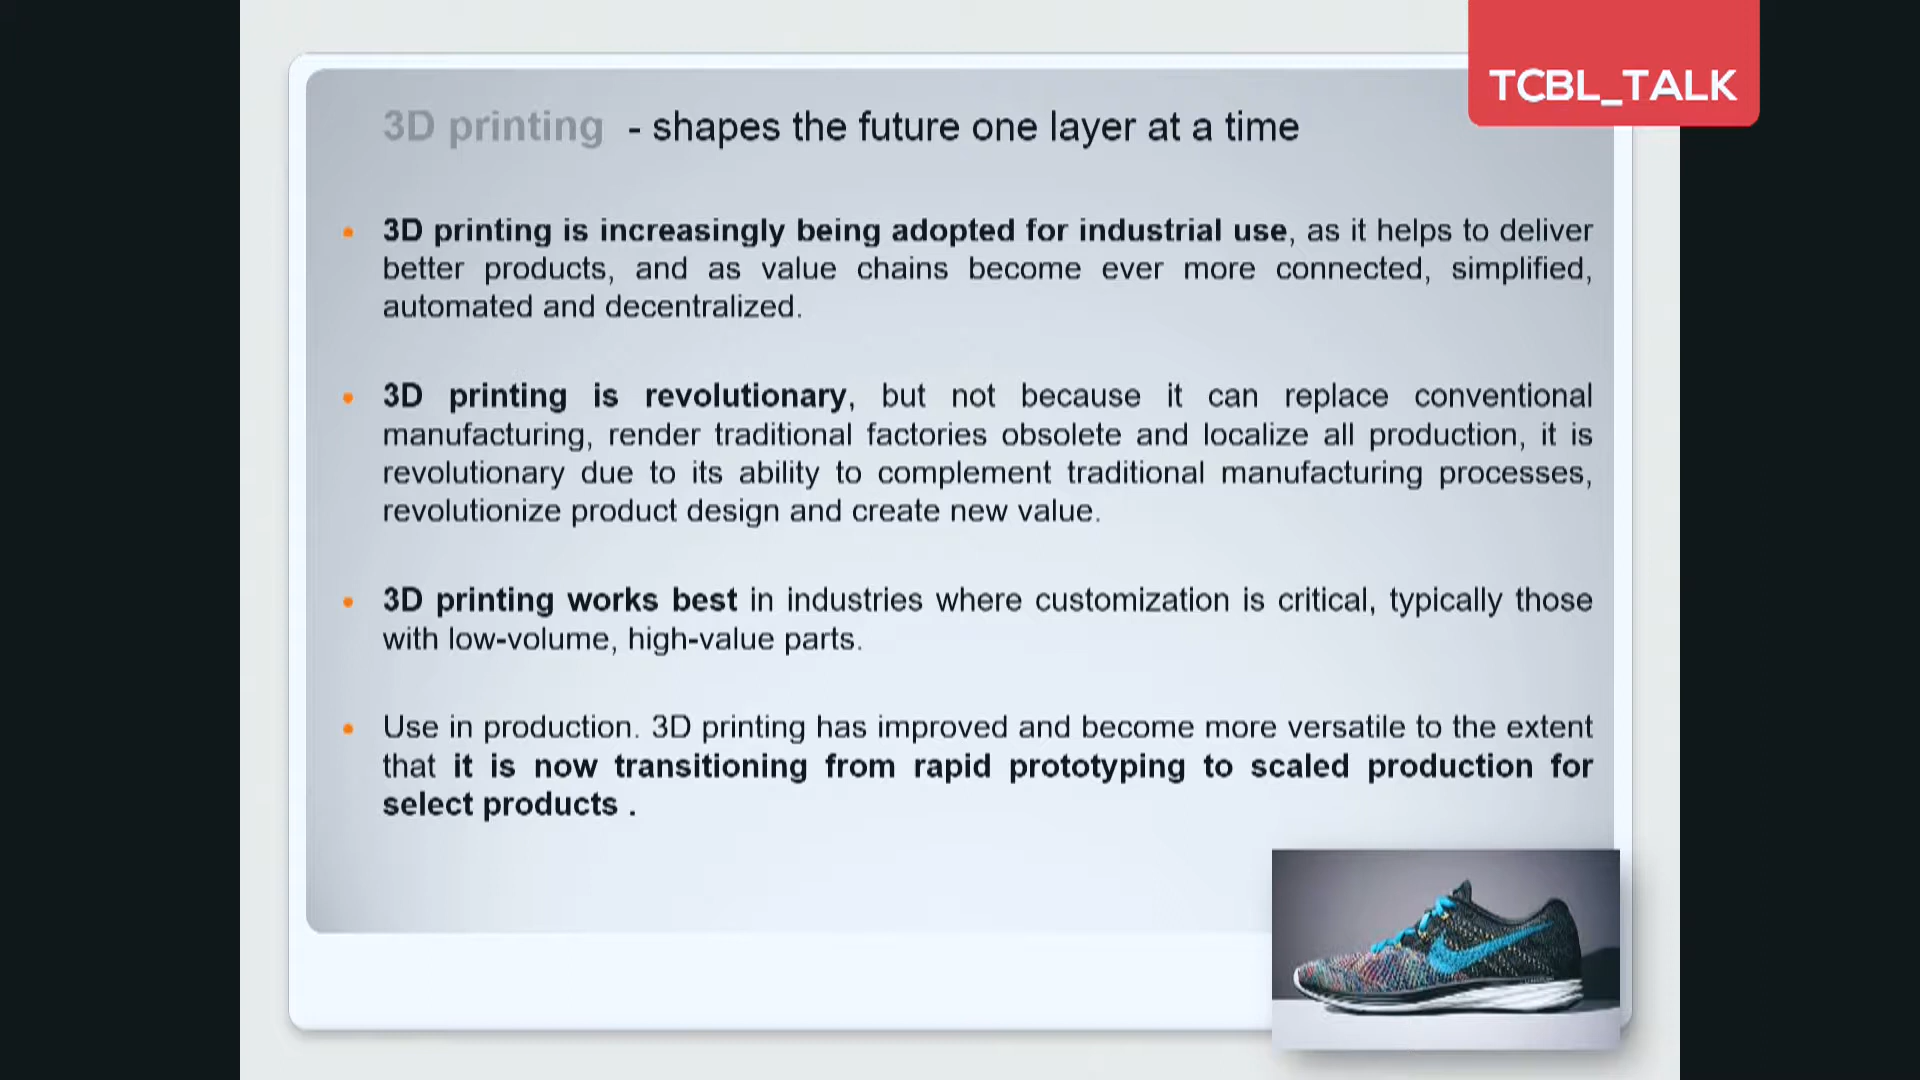 TCBL_TALK
3D printing - shapes the future one layer at a time
3D printing is increasingly being adopted for industrial use, as it helps to deliver
better products, and as value chains become ever more connected, simplified,
automated and decentralized.
3D printing is revolutionary, but not because it can replace conventional
manufacturing, render traditional factories obsolete and localize all production, it is
revolutionary due to its ability to complement traditional manufacturing processes,
revolutionize product design and create new value.
3D printing works best in industries where customization is critical, typically those
with low-volume, high-value parts.
Use in production. 3D printing has improved and become more versatile to the extent
that it is now transitioning from rapid prototyping to scaled production for
select products .